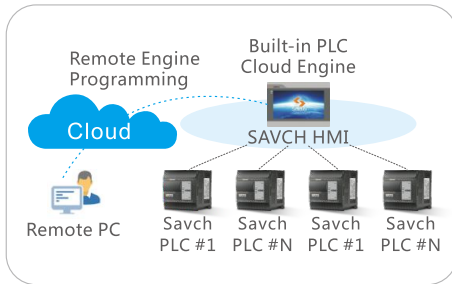 Built-in PLC
Cloud Engine
Remote Engine
Programming
Cloud
SAVCH HMI
Remote PC
Savch
PLC #1
Savch
PLC #N
Savch
PLC #1
Savch
PLC #N